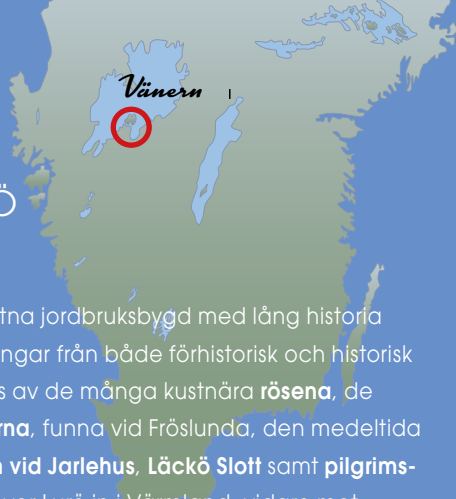 Vänern
Ö
tna jordbruksbygd med lång historia
ngar från både förhistorisk och historisk
s av de många kustnära rösena, de
rna, funna vid Fröslunda, den medeltida
n vid Jarlehus, Läckö Slott samt pilgrims-